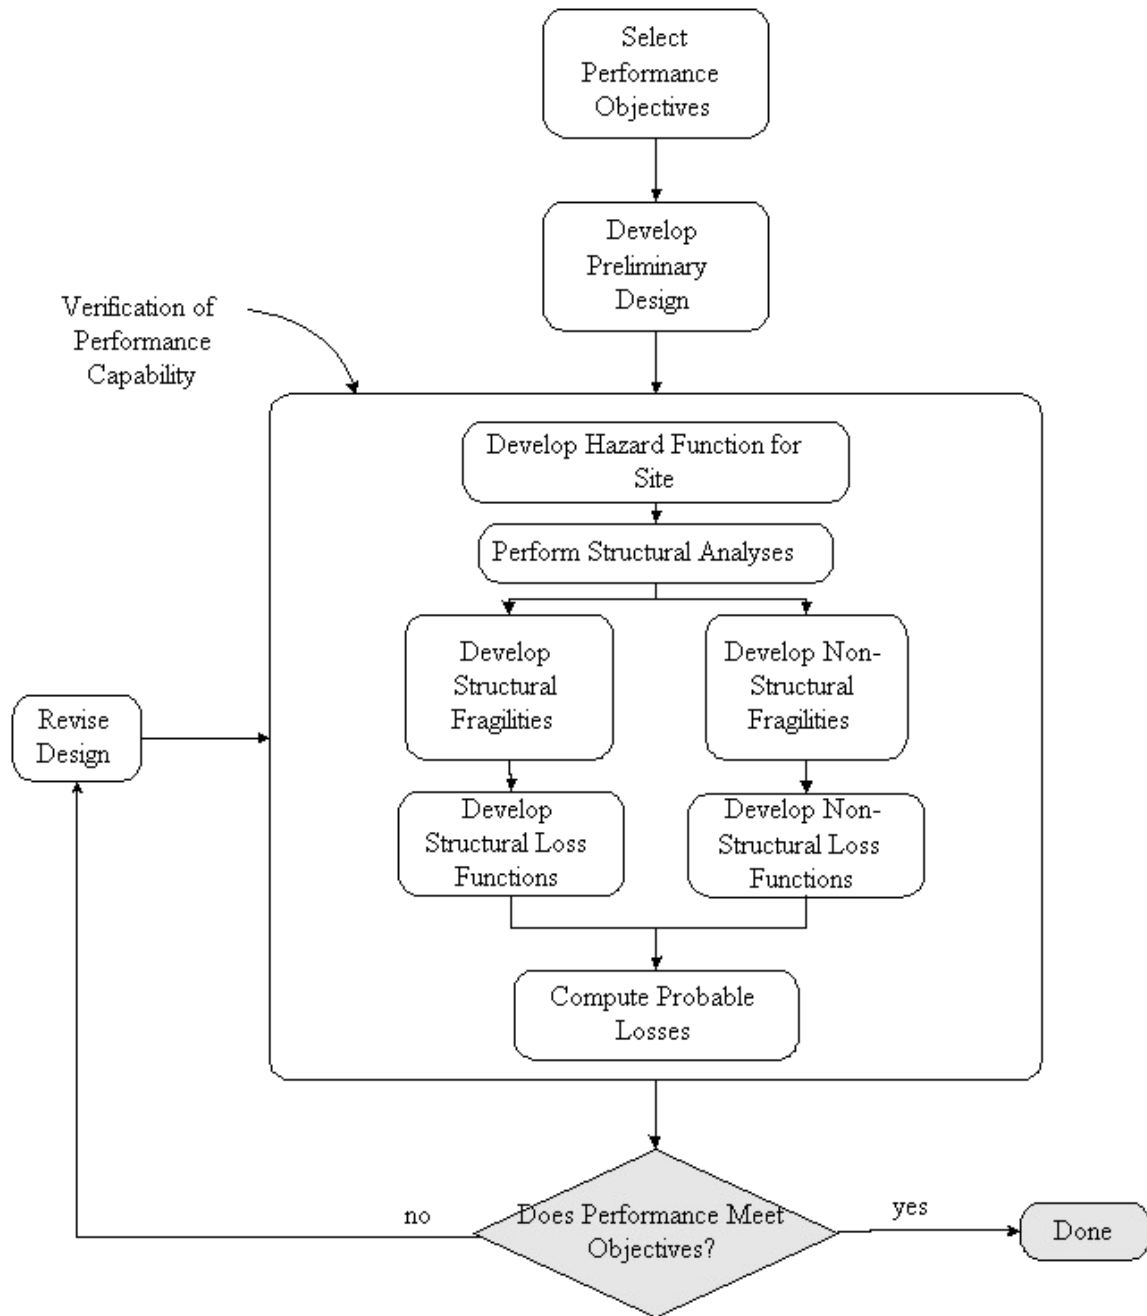 Select
Performance
Objectives
Develop
Preliminary
Design
Verification of
Performance
Capability
Develop Hazard Function for
Site
Perform Structural Analyses
Develop
Structural
Fragilities
Develop Non-
Structural
Fragilities
Revise
Design
Develop
Structural Loss
Functions
Develop Non-
Structural Loss
Functions
Compute Probable
Losses
no
Does Performance Meet
Objectives?
yes
Done